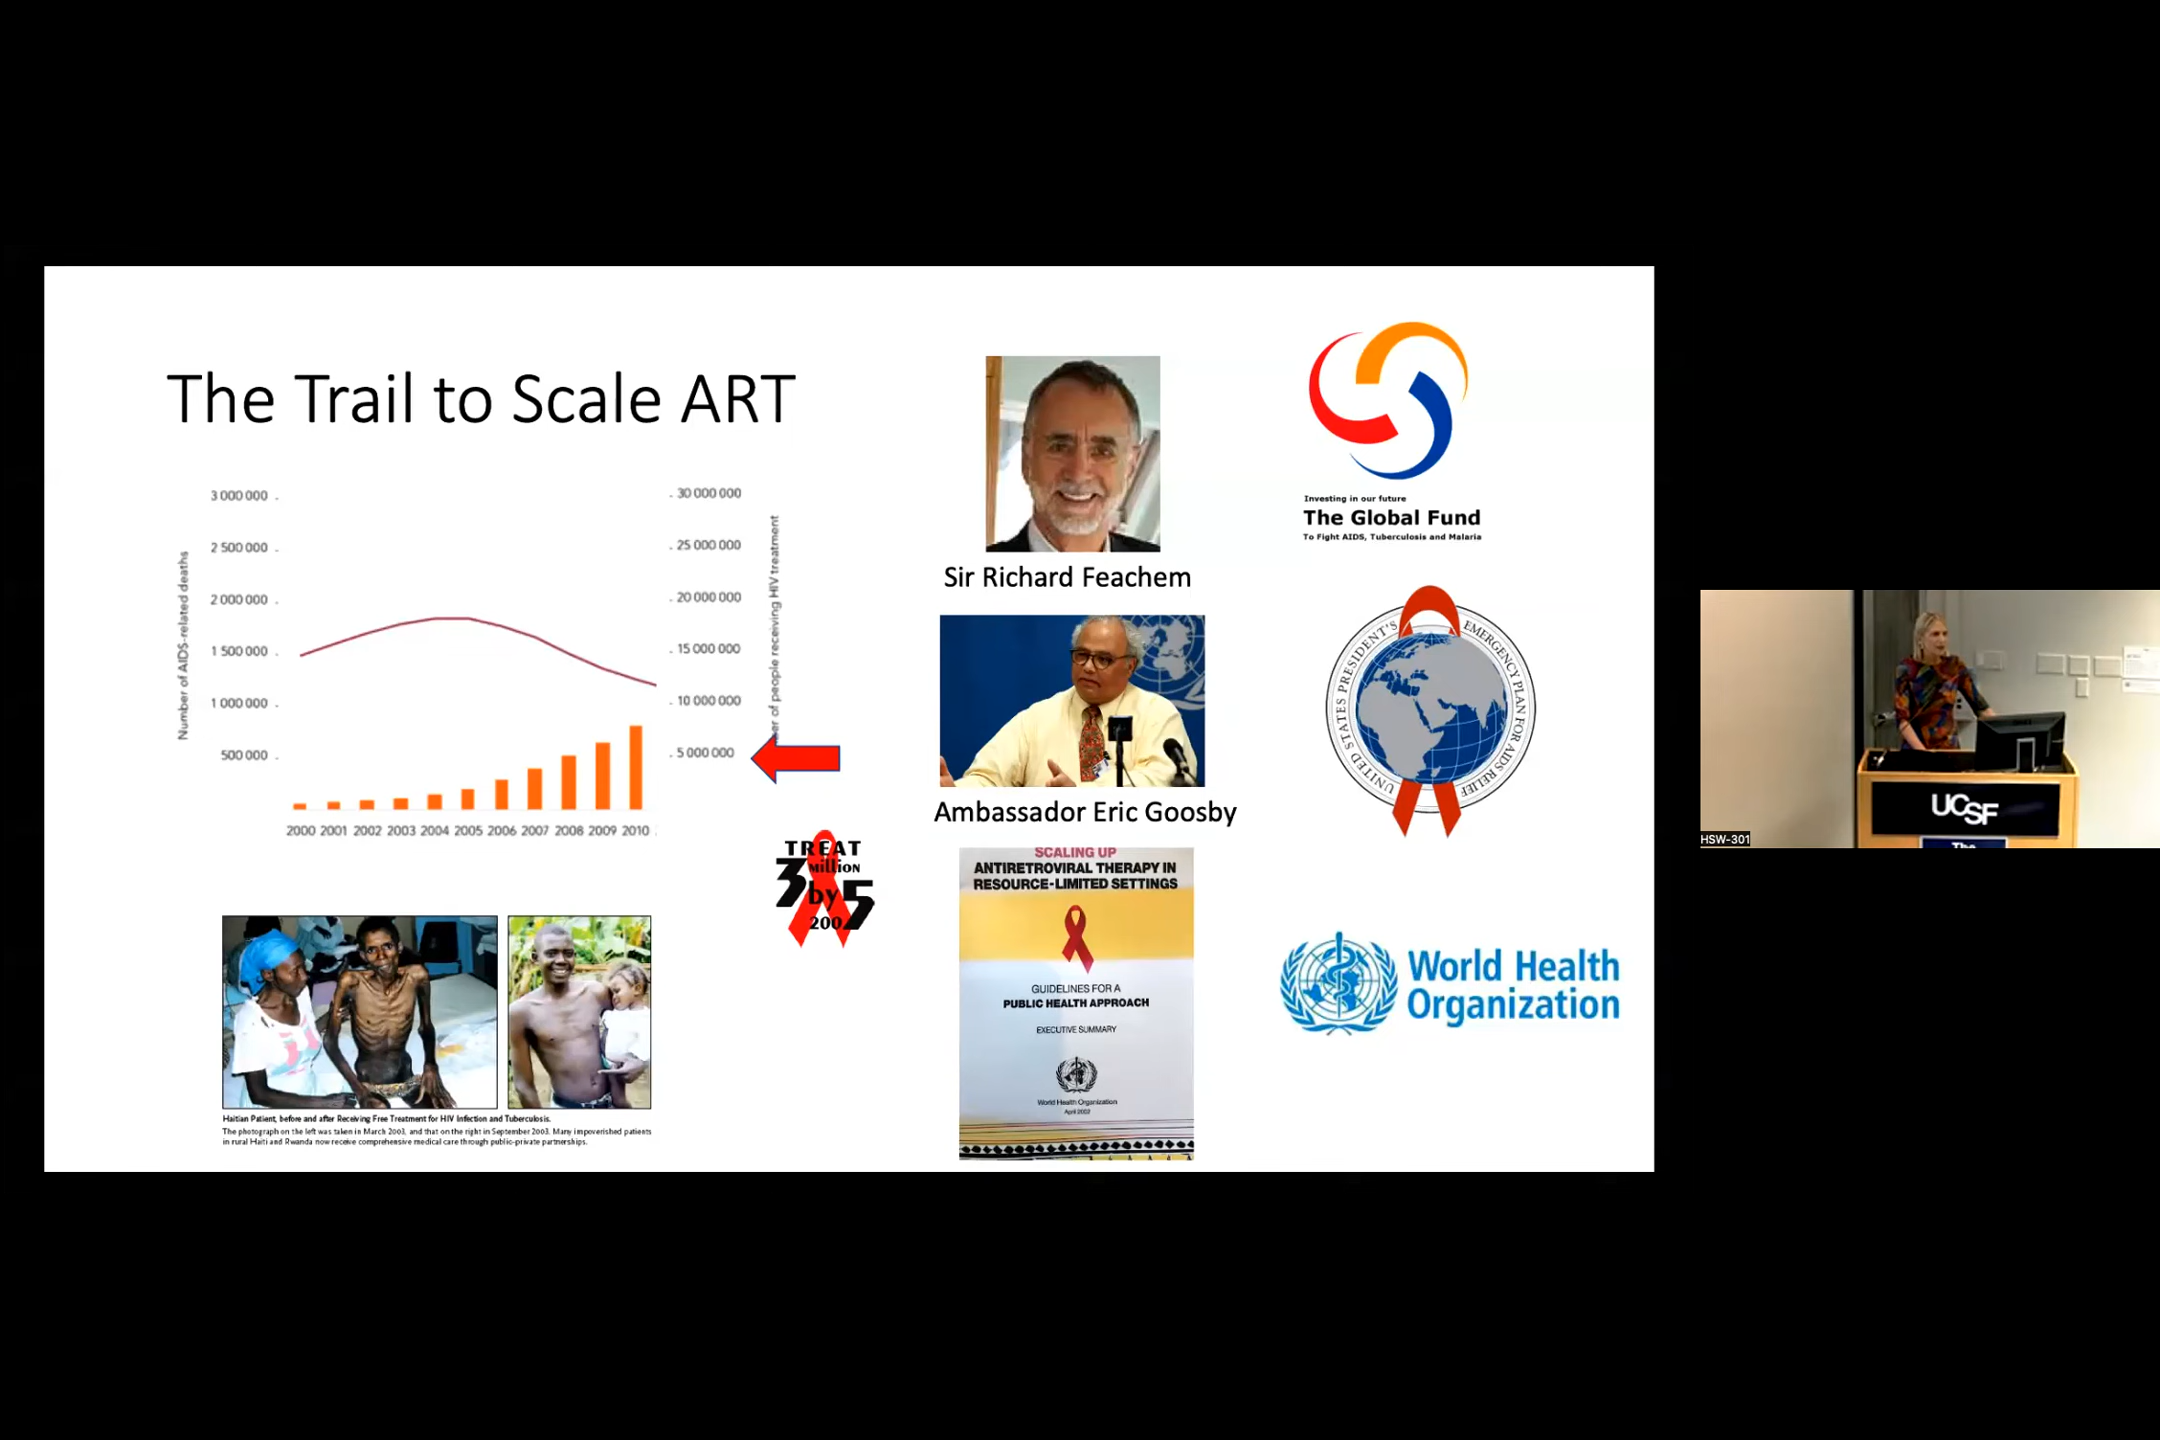 The Trail to Scale ART
Number of AIDS-related deaths
3 000 000
2 500 000
2 000 000
1 500 000
1 000 000
500 000
30 000 000
25 000 000
20 000 000
15 000 000
10 000 000
5 000 000
of people receiving HIV treatment
2000 2001 2002 2003 2004 2005 2006 2007 2008 2009 2010
TREAT
3 Million
by 5
2005
Haitian Patient, before and after Receiving Free Treatment for HIV Infection and Tuberculosis.
The photograph on the left was taken in March 2003, and that on the right in September 2003. Many impoverished patients
in rural Haiti and Rwanda now receive comprehensive medical care through public-private partnerships.
Sir Richard Feachem
Ambassador Eric Goosby
SCALING UP
ANTIRETROVIRAL THERAPY IN
RESOURCE-LIMITED SETTINGS
GUIDELINES FOR A
PUBLIC HEALTH APPROACH
EXECUTIVE SUMMARY
World Health Organization
April 2002
Investing in our future
The Global Fund
To Fight AIDS, Tuberculosis and Malaria
UNITED STATES PRESIDENT'S EMERGENCY PLAN FOR AIDS RELIEF
World Health
Organization
UCSF
The
HSW-301